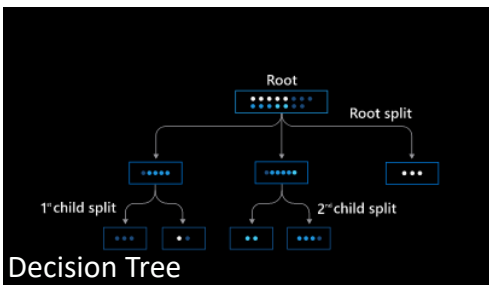 Root
Root split
1st child split
2nd child split
Decision Tree